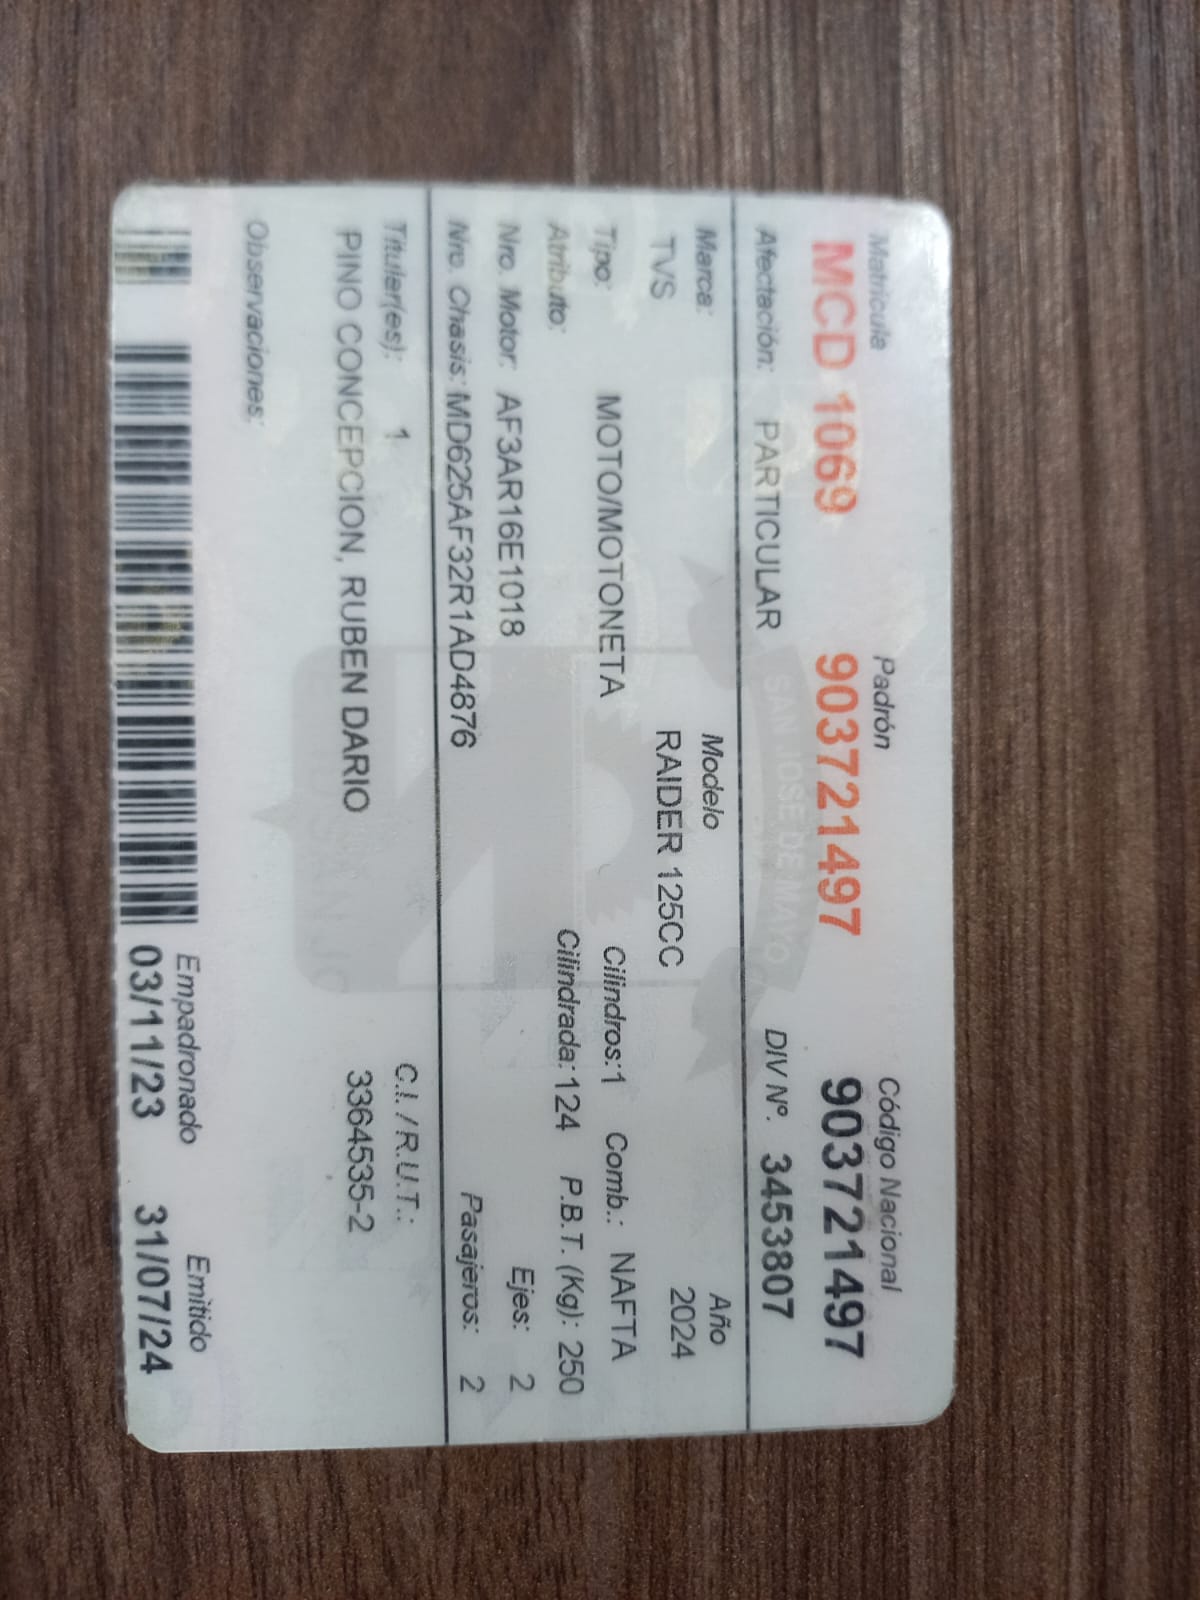 Matrícula Padrón Código Nacional
MCD 1069 903721497 903721497
Afectación: PARTICULAR DIV Nº. 3453807
SAN JOSE DE MAYO
Marca: Modelo Año
TVS RAIDER 125CC 2024
Tipo: MOTO/MOTONETA Cilindros:1 Comb.: NAFTA
Atributo: Cilindrada:124 P.B.T. (Kg): 250
Nro. Motor: AF3AR16E1018 Ejes: 2
Nro. Chasis: MD625AF32R1AD4876 Pasajeros: 2
Titular(es): 1 C.I. / R.U.T.:
PINO CONCEPCION, RUBEN DARIO 3364535-2
Observaciones:
Empadronado Emitido
03/11/23 31/07/24